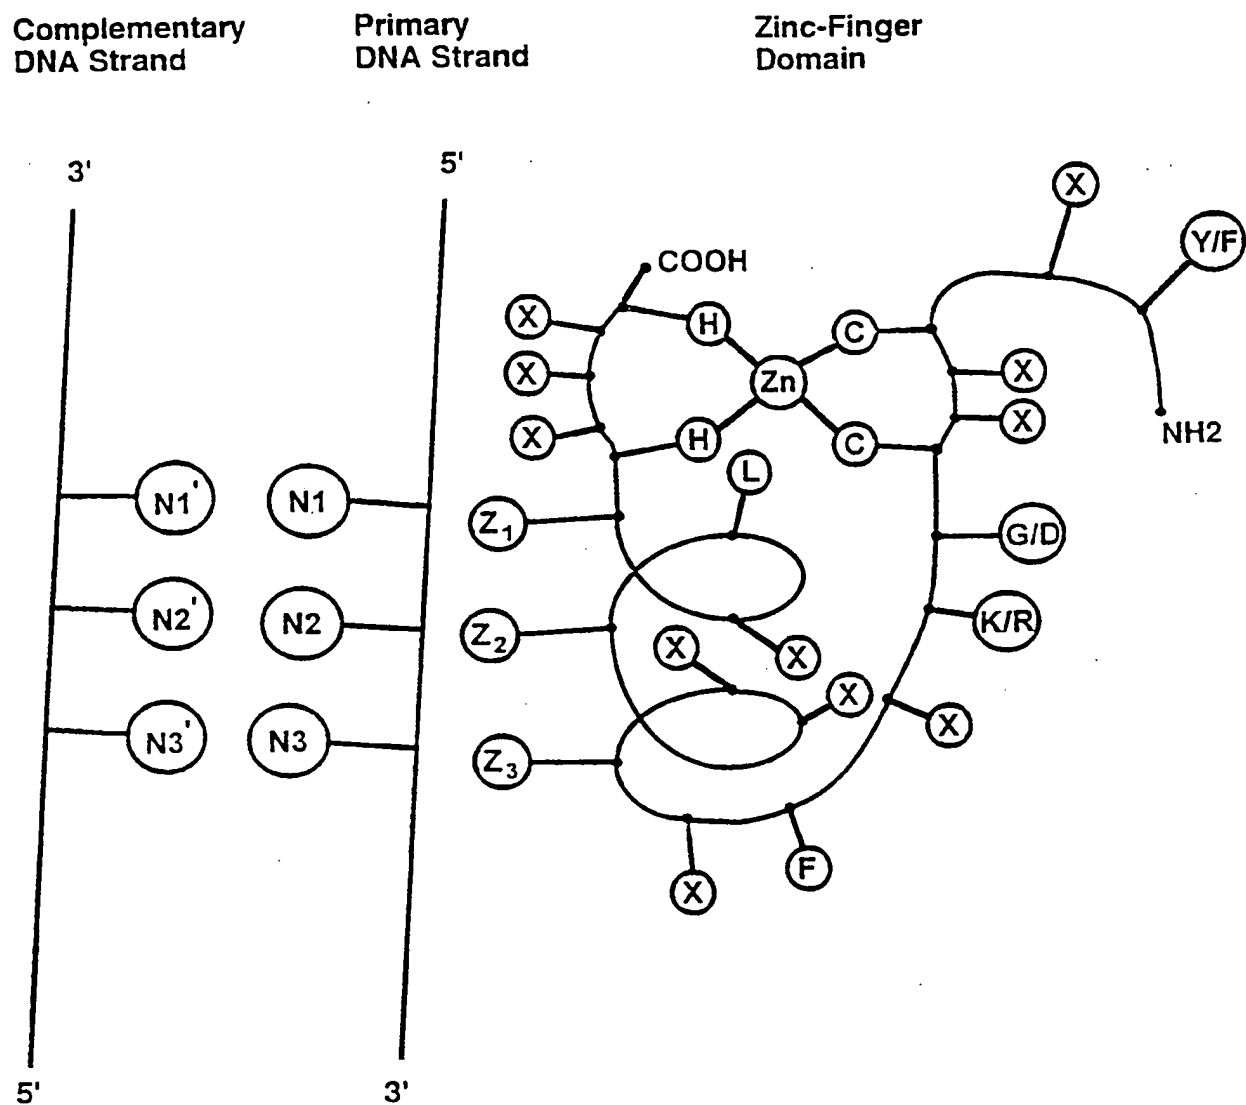 Complementary
DNA Strand
Primary
DNA Strand
Zinc-Finger
Domain
3'
5'
X
Y/F
COOH
X
H
C
X
Zn
X
X
X
H
C
X
NH2
L
N1'
N1
Z1
G/D
N2'
N2
Z2
K/R
X
X
X
X
N3'
N3
Z3
F
X
5'
3'